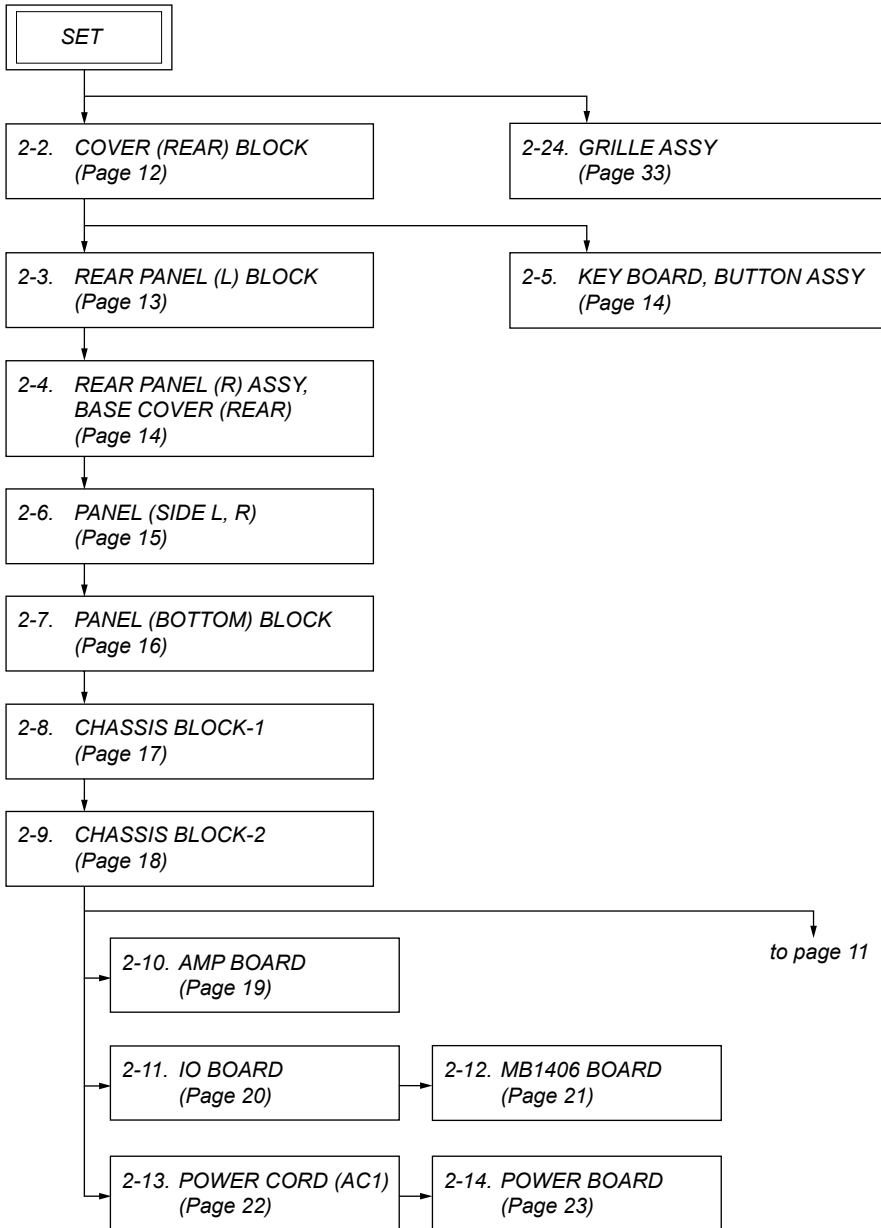 SET
2-2. COVER (REAR) BLOCK
(Page 12)
2-24. GRILLE ASSY
(Page 33)
2-3. REAR PANEL (L) BLOCK
(Page 13)
2-5. KEY BOARD, BUTTON ASSY
(Page 14)
2-4. REAR PANEL (R) ASSY,
BASE COVER (REAR)
(Page 14)
2-6. PANEL (SIDE L, R)
(Page 15)
2-7. PANEL (BOTTOM) BLOCK
(Page 16)
2-8. CHASSIS BLOCK-1
(Page 17)
2-9. CHASSIS BLOCK-2
(Page 18)
to page 11
2-10. AMP BOARD
(Page 19)
2-11. IO BOARD
(Page 20)
2-12. MB1406 BOARD
(Page 21)
2-13. POWER CORD (AC1)
(Page 22)
2-14. POWER BOARD
(Page 23)